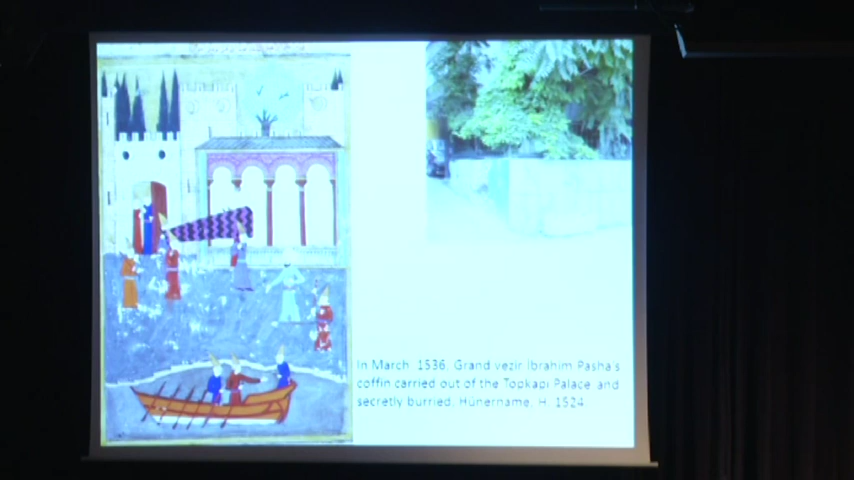 In March, 1536, Grand vezir İbrahim Pasha's
coffin carried out of the Topkapı Palace and
secretly burried, Hünername, H. 1524